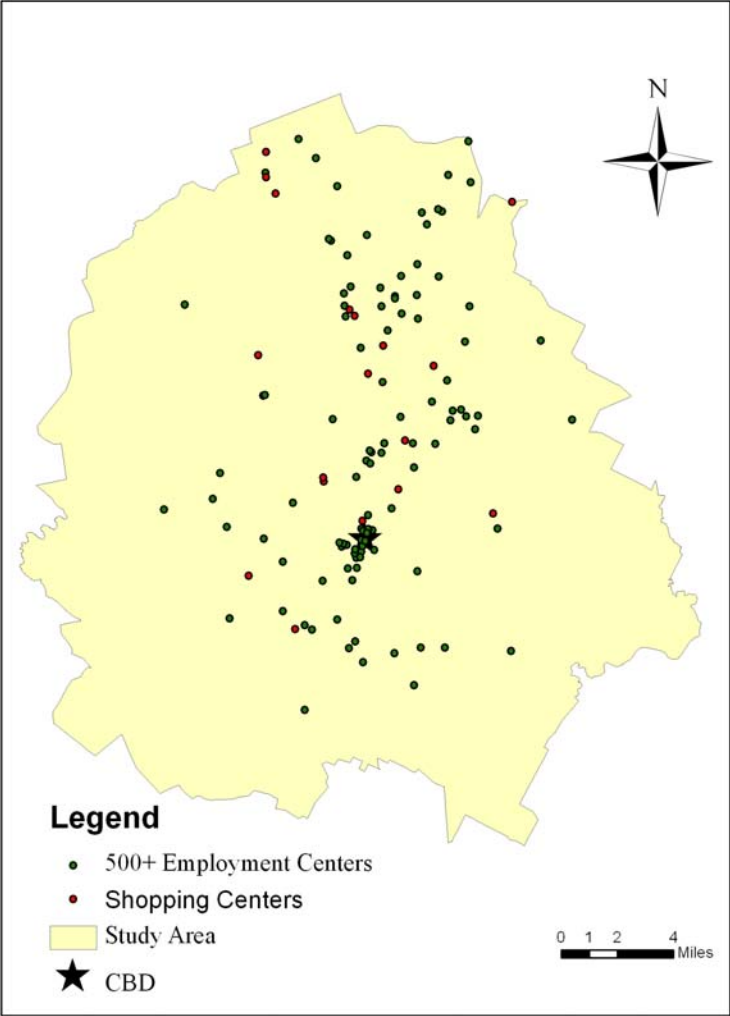 N
Legend
500+ Employment Centers
Shopping Centers
Study Area
CBD
0 1 2 4
Miles